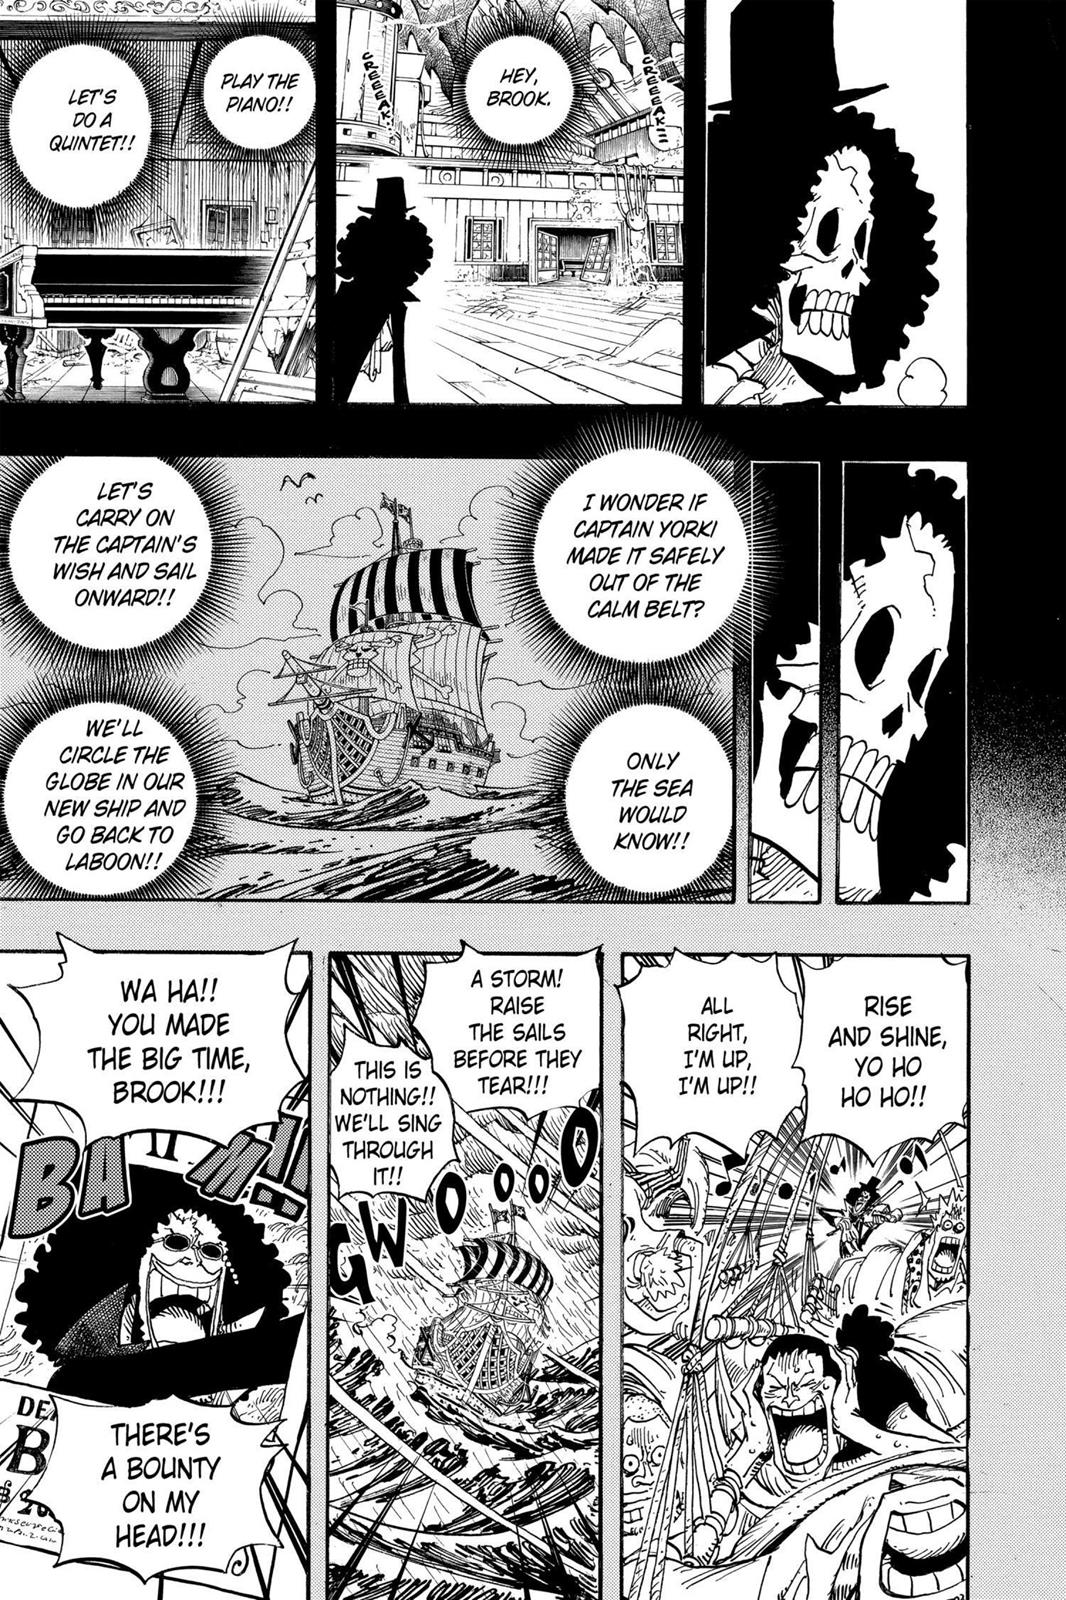 HEY,
BROOK.
CREEEAK...
CREEEAK...
PLAY THE
PIANO!!
LET'S
DO A
QUINTET!!
I WONDER IF
CAPTAIN YORKI
MADE IT SAFELY
OUT OF THE
CALM BELT?
ONLY
THE SEA
WOULD
KNOW!!
LET'S
CARRY ON
THE CAPTAIN'S
WISH AND SAIL
ONWARD!!
WE'LL
CIRCLE THE
GLOBE IN OUR
NEW SHIP AND
GO BACK TO
LABOON!!
RISE
AND SHINE,
YO HO
HO HO!!
ALL
RIGHT,
I'M UP,
I'M UP!!
A STORM!
RAISE
THE SAILS
BEFORE THEY
TEAR!!!
THIS IS
NOTHING!!
WE'LL SING
THROUGH
IT!!
GWOOOOO
WA HA!!
YOU MADE
THE BIG TIME,
BROOK!!!
BAM!!
DEA
B
THERE'S
A BOUNTY
ON MY
HEAD!!!